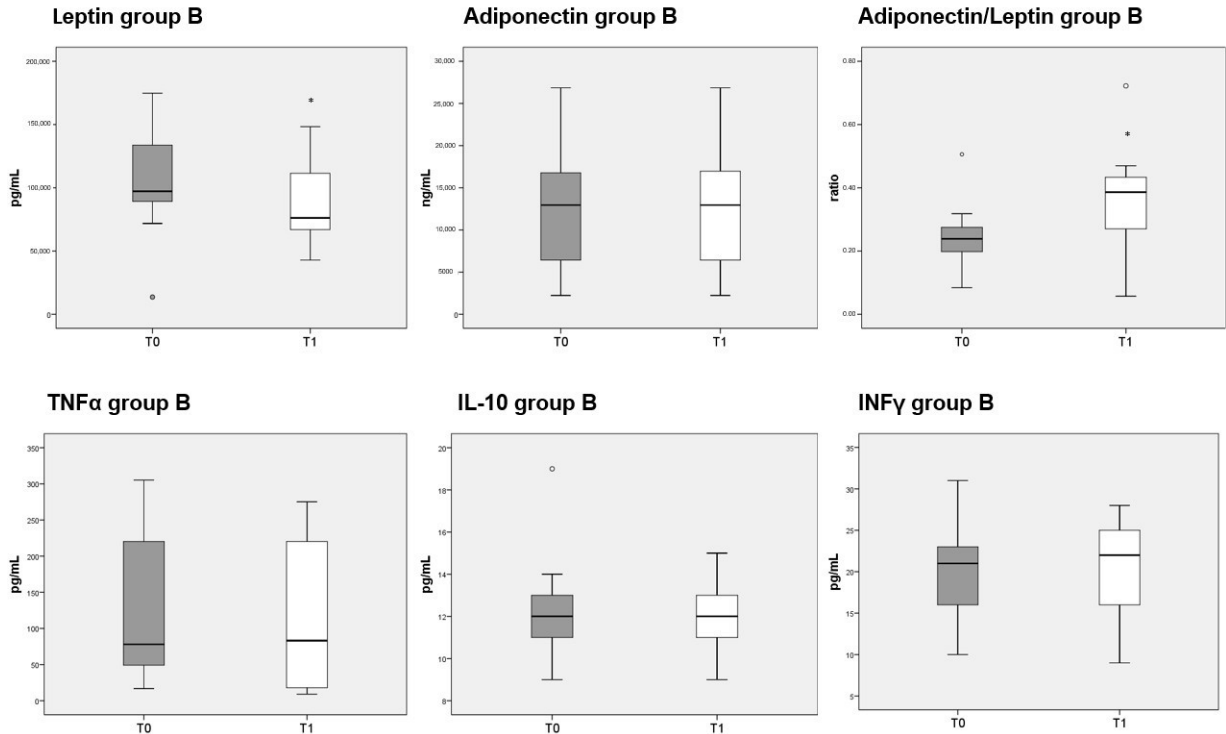 Leptin group B
200,000
150,000
100,000
50,000
0
pg/mL
T0
T1
*
Adiponectin group B
30,000
25,000
20,000
15,000
10,000
5000
0
ng/mL
T0
T1
Adiponectin/Leptin group B
0.80
0.60
0.40
0.20
0.00
ratio
T0
T1
*
TNFα group B
350
300
250
200
150
100
50
0
pg/mL
T0
T1
IL-10 group B
20
18
16
14
12
10
8
pg/mL
T0
T1
INFγ group B
35
30
25
20
15
10
5
pg/mL
T0
T1